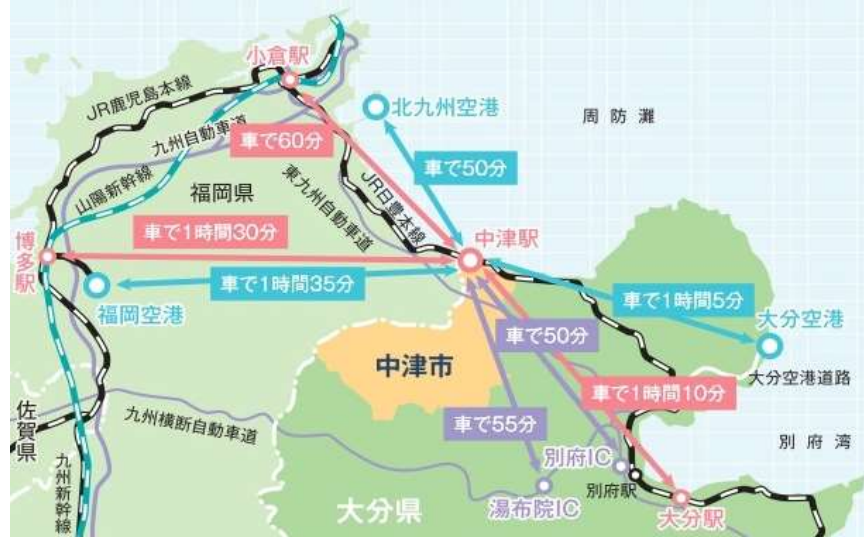 小倉駅
JR鹿児島本線
北九州空港
周防灘
九州自動車道
車で60分
山陽新幹線
福岡県
東九州自動車道
JR日豊本線
車で50分
博多駅
車で1時間30分
中津駅
福岡空港
車で1時間35分
車で1時間5分
大分空港
中津市
車で50分
大分空港道路
佐賀県
九州横断自動車道
車で55分
車で1時間10分
別府湾
九州新幹線
別府IC
湯布院IC
別府駅
大分駅
大分県